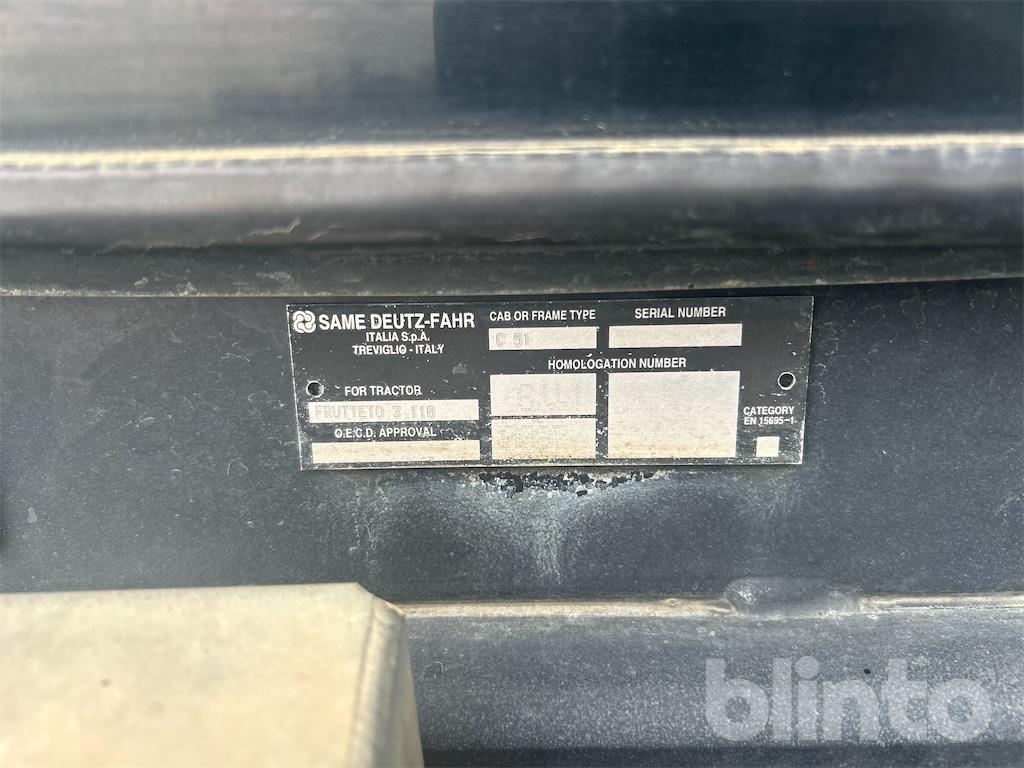 SAME DEUTZ-FAHR
ITALIA S.p.A.
TREVIGLIO - ITALY
CAB OR FRAME TYPE
C 51
SERIAL NUMBER
HOMOLOGATION NUMBER
FOR TRACTOR
FRUTTETO 3 110
O.E.C.D. APPROVAL
CATEGORY
EN 15695-1
blinto